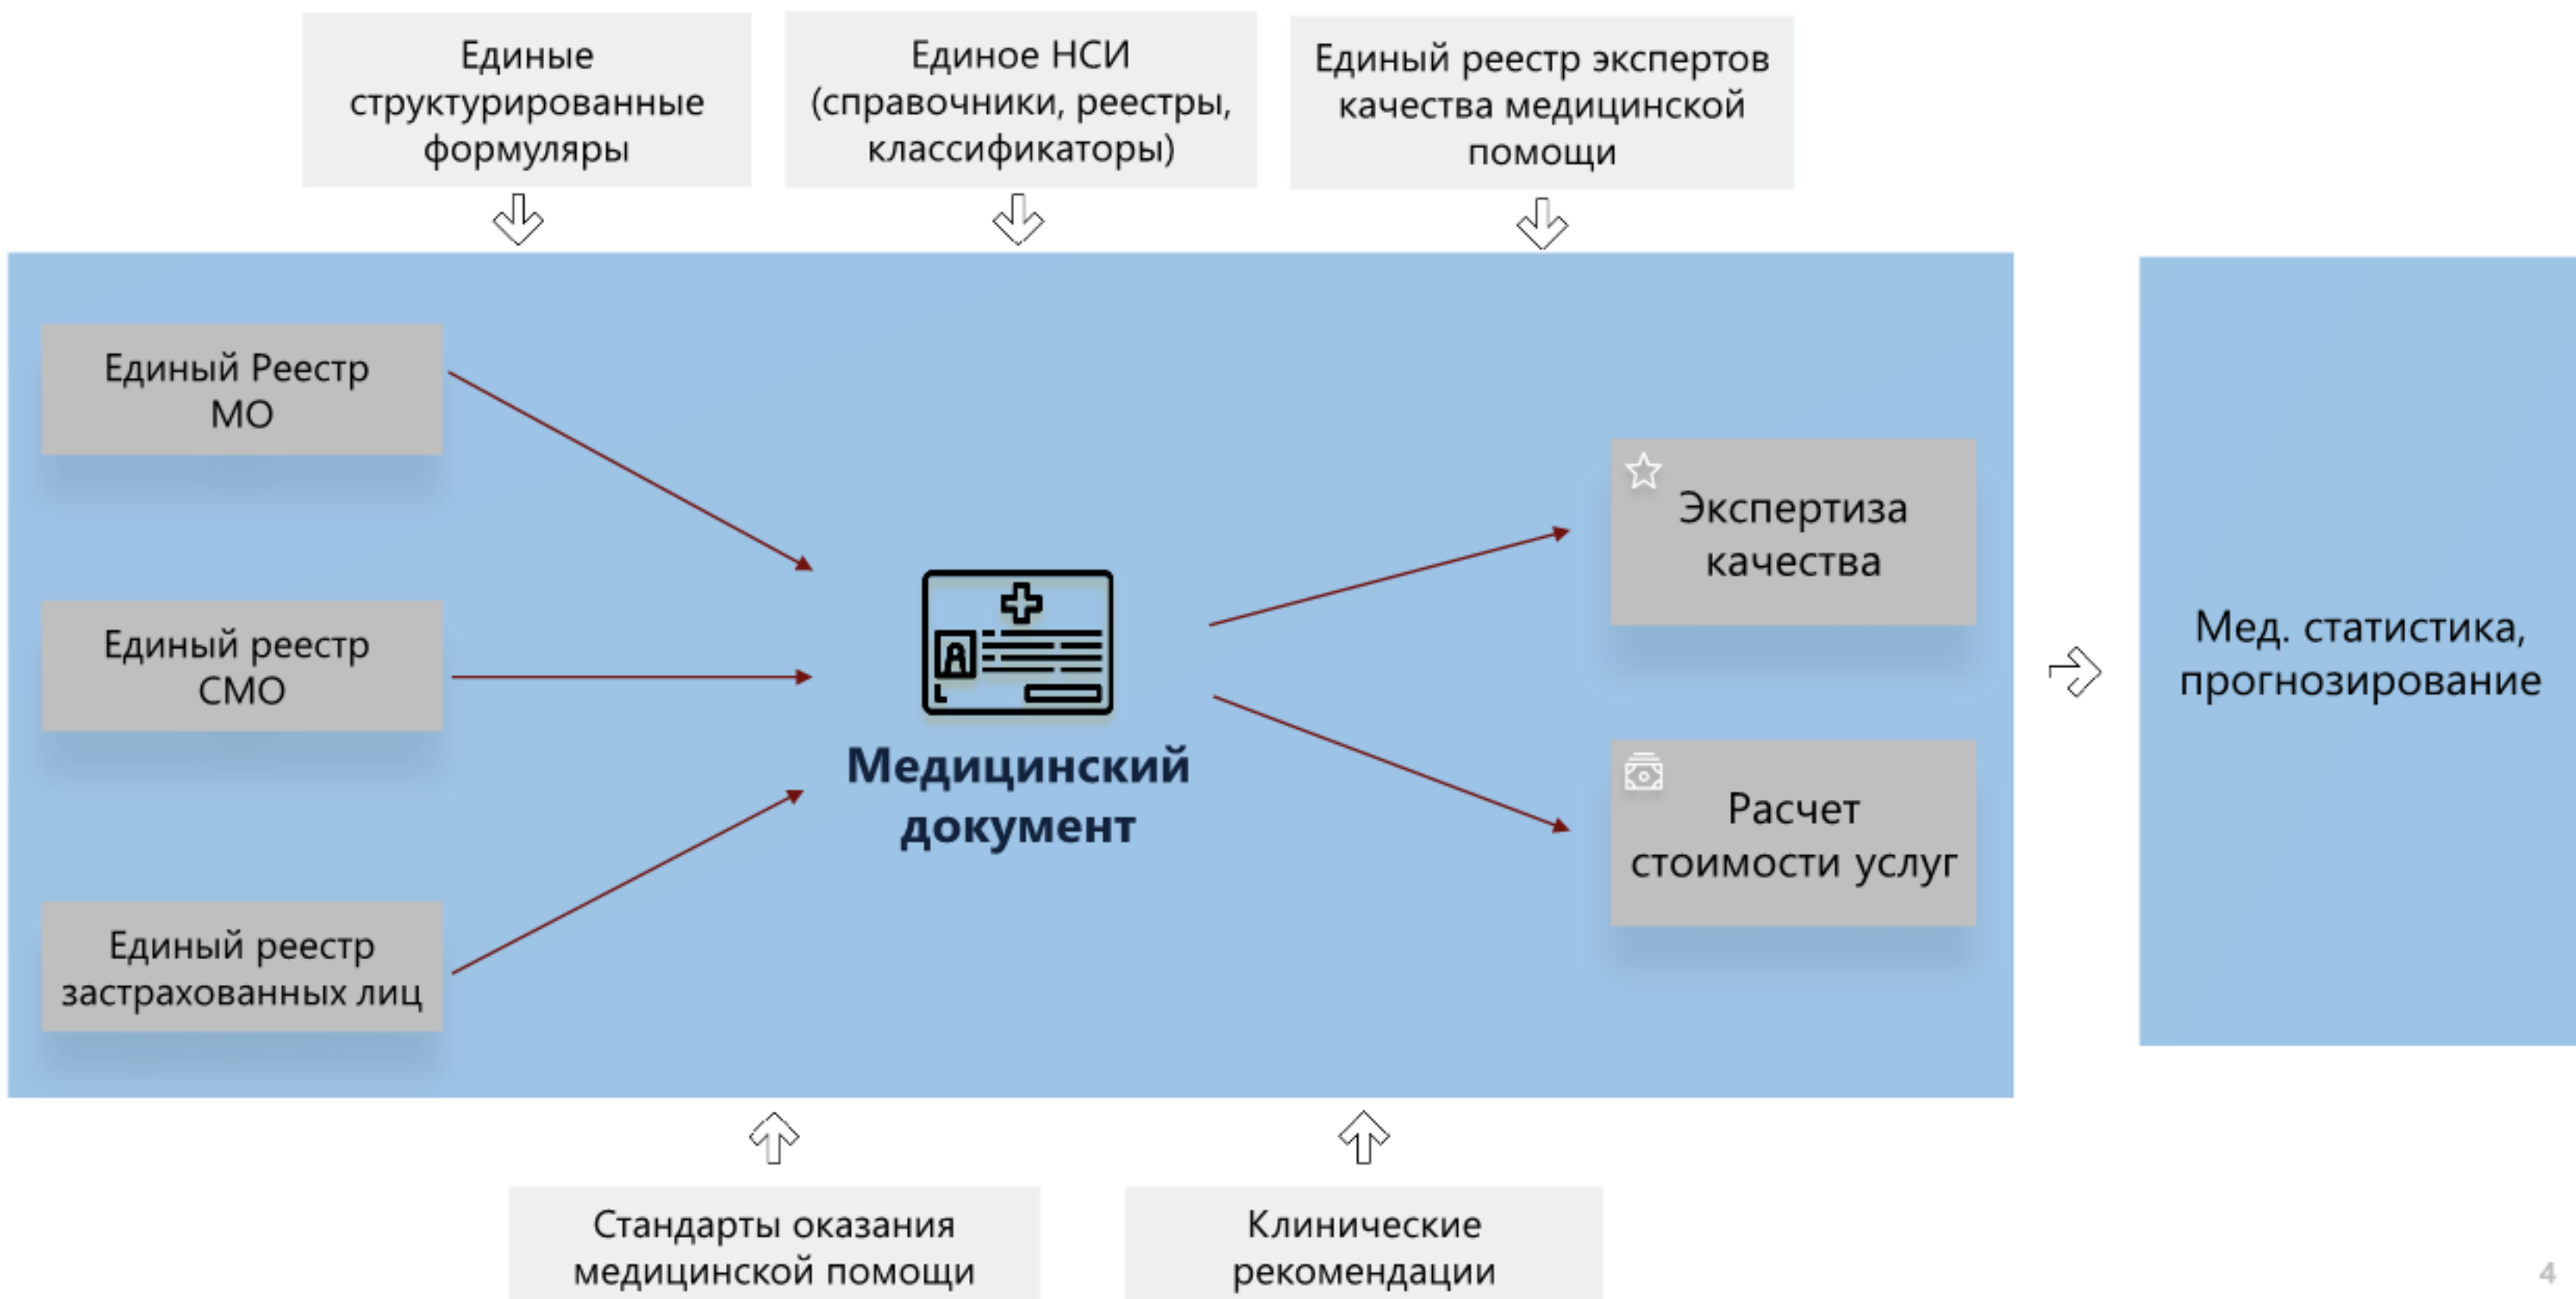 Единые
структурированные
формуляры
Единое НСИ
(справочники, реестры,
классификаторы)
Единый реестр экспертов
качества медицинской
помощи
Единый Реестр
МО
Единый реестр
СМО
Единый реестр
застрахованных лиц
Медицинский
документ
Экспертиза
качества
Расчет
стоимости услуг
Мед. статистика,
прогнозирование
Стандарты оказания
медицинской помощи
Клинические
рекомендации
4